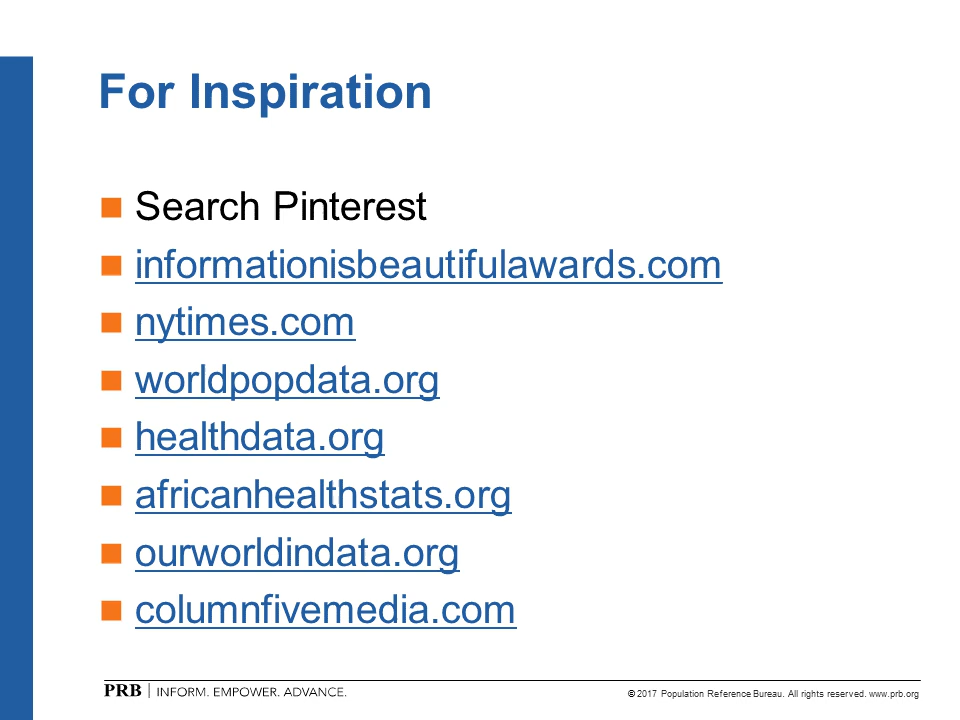 For Inspiration
Search Pinterest
informationisbeautifulawards.com
nytimes.com
worldpopdata.org
healthdata.org
africanhealthstats.org
ourworldindata.org
columnfivemedia.com
PRB | INFORM. EMPOWER. ADVANCE.
© 2017 Population Reference Bureau. All rights reserved. www.prb.org